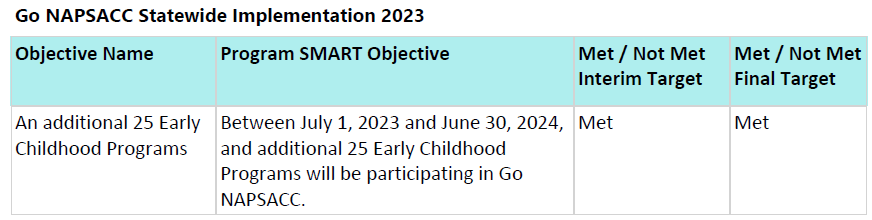 Go NAPSACC Statewide Implementation 2023
Objective Name
Program SMART Objective
Met / Not Met
Interim Target
Met / Not Met
Final Target
An additional 25 Early
Childhood Programs
Between July 1, 2023 and June 30, 2024,
and additional 25 Early Childhood
Programs will be participating in Go
NAPSACC.
Met
Met